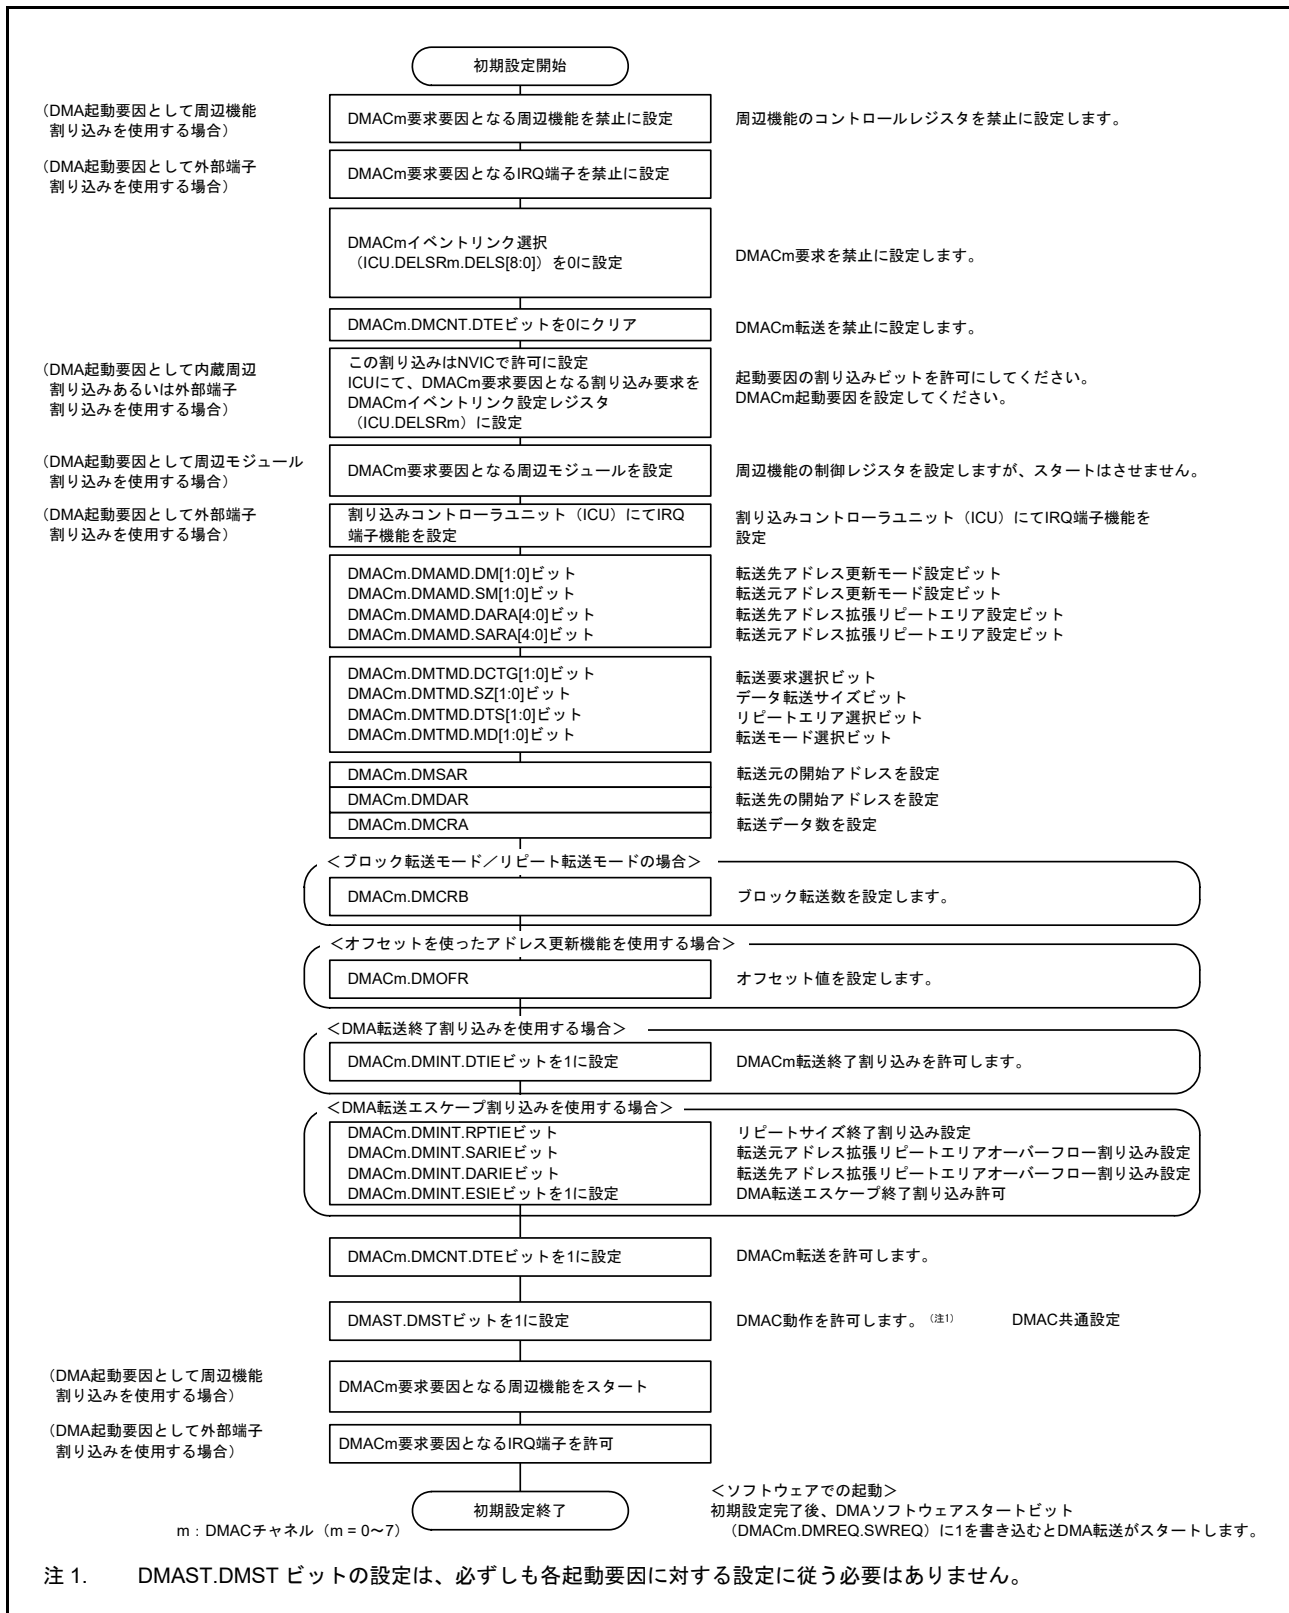 初期設定開始
（DMA起動要因として周辺機能
割り込みを使用する場合）
DMACm要求要因となる周辺機能を禁止に設定
周辺機能のコントロールレジスタを禁止に設定します。
（DMA起動要因として外部端子
割り込みを使用する場合）
DMACm要求要因となるIRQ端子を禁止に設定
DMACmイベントリンク選択
（ICU.DELSRm.DELS[8:0]）を0に設定
DMACm要求を禁止に設定します。
DMACm.DMCNT.DTEビットを0にクリア
DMACm転送を禁止に設定します。
（DMA起動要因として内蔵周辺
割り込みあるいは外部端子
割り込みを使用する場合）
この割り込みはNVICで許可に設定
ICUにて、DMACm要求要因となる割り込み要求を
DMACmイベントリンク設定レジスタ
（ICU.DELSRm）に設定
起動要因の割り込みビットを許可にしてください。
DMACm起動要因を設定してください。
（DMA起動要因として周辺モジュール
割り込みを使用する場合）
DMACm要求要因となる周辺モジュールを設定
周辺機能の制御レジスタを設定しますが、スタートはさせません。
（DMA起動要因として外部端子
割り込みを使用する場合）
割り込みコントローラユニット（ICU）にてIRQ
端子機能を設定
割り込みコントローラユニット（ICU）にてIRQ端子機能を
設定
DMACm.DMAMD.DM[1:0]ビット
転送先アドレス更新モード設定ビット
DMACm.DMAMD.SM[1:0]ビット
転送元アドレス更新モード設定ビット
DMACm.DMAMD.DARA[4:0]ビット
転送先アドレス拡張リピートエリア設定ビット
DMACm.DMAMD.SARA[4:0]ビット
転送元アドレス拡張リピートエリア設定ビット
DMACm.DMTMD.DCTG[1:0]ビット
転送要求選択ビット
DMACm.DMTMD.SZ[1:0]ビット
データ転送サイズビット
DMACm.DMTMD.DTS[1:0]ビット
リピートエリア選択ビット
DMACm.DMTMD.MD[1:0]ビット
転送モード選択ビット
DMACm.DMSAR
転送元の開始アドレスを設定
DMACm.DMDAR
転送先の開始アドレスを設定
DMACm.DMCRA
転送データ数を設定
＜ブロック転送モード／リピート転送モードの場合＞
DMACm.DMCRB
ブロック転送数を設定します。
＜オフセットを使ったアドレス更新機能を使用する場合＞
DMACm.DMOFR
オフセット値を設定します。
＜DMA転送終了割り込みを使用する場合＞
DMACm.DMINT.DTIEビットを1に設定
DMACm転送終了割り込みを許可します。
＜DMA転送エスケープ割り込みを使用する場合＞
DMACm.DMINT.RPTIEビット
リピートサイズ終了割り込み設定
DMACm.DMINT.SARIEビット
転送元アドレス拡張リピートエリアオーバーフロー割り込み設定
DMACm.DMINT.DARIEビット
転送先アドレス拡張リピートエリアオーバーフロー割り込み設定
DMACm.DMINT.ESIEビットを1に設定
DMA転送エスケープ終了割り込み許可
DMACm.DMCNT.DTEビットを1に設定
DMACm転送を許可します。
DMAST.DMSTビットを1に設定
DMAC動作を許可します。（注1） DMAC共通設定
（DMA起動要因として周辺機能
割り込みを使用する場合）
DMACm要求要因となる周辺機能をスタート
（DMA起動要因として外部端子
割り込みを使用する場合）
DMACm要求要因となるIRQ端子を許可
初期設定終了
＜ソフトウェアでの起動＞
初期設定完了後、DMAソフトウェアスタートビット
（DMACm.DMREQ.SWREQ）に1を書き込むとDMA転送がスタートします。
m：DMACチャネル（m = 0～7）
注 1. DMAST.DMST ビットの設定は、必ずしも各起動要因に対する設定に従う必要はありません。